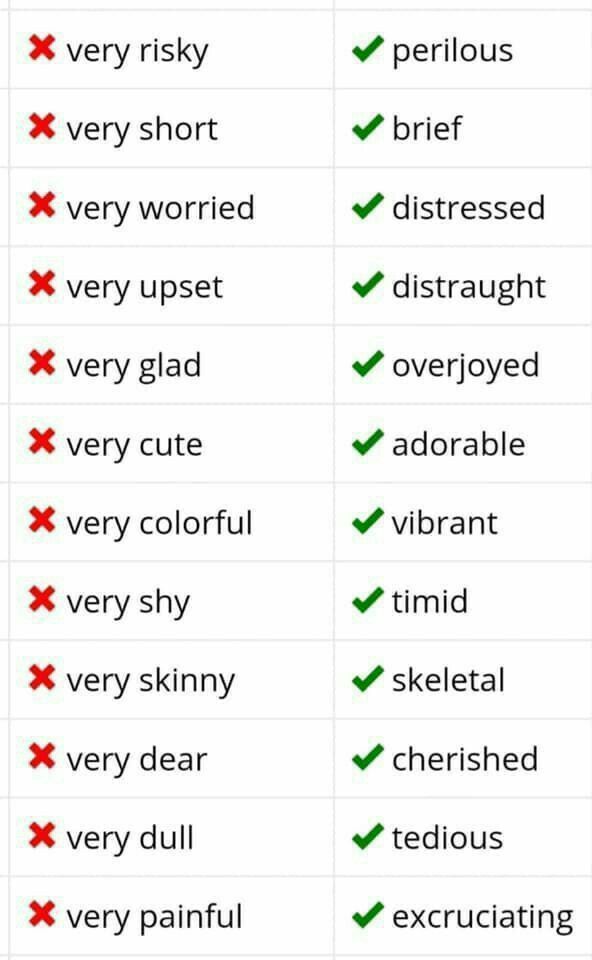 very risky perilous
very short brief
very worried distressed
very upset distraught
very glad overjoyed
very cute adorable
very colorful vibrant
very shy timid
very skinny skeletal
very dear cherished
very dull tedious
very painful excruciating